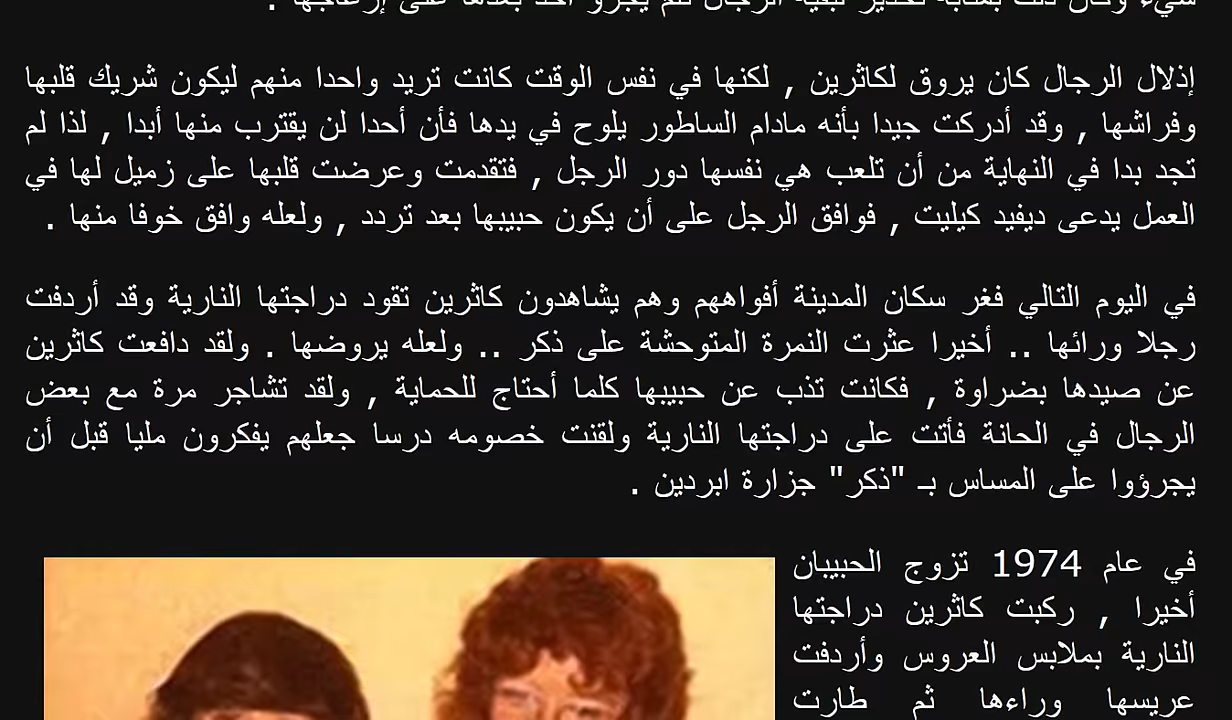 إذلال الرجال كان يروق لكاثرين , لكنها في نفس الوقت كانت تريد واحدا منهم ليكون شريك قلبها
وفراشها , وقد أدركت جيدا بأنه مادام الساطور يلوح في يدها فأن أحدا لن يقترب منها أبدا , لذا لم
تجد بدا في النهاية من أن تلعب هي نفسها دور الرجل , فتقدمت وعرضت قلبها على زميل لها في
العمل يدعى ديفيد كيليت , فوافق الرجل على أن يكون حبيبها بعد تردد , ولعله وافق خوفا منها .
في اليوم التالي فغر سكان المدينة أفواههم وهم يشاهدون كاثرين تقود دراجتها النارية وقد أردفت
رجلا ورائها .. أخيرا عثرت النمرة المتوحشة على ذكر .. ولعله يروضها . ولقد دافعت كاثرين
عن صيدها بضراوة , فكانت تذب عن حبيبها كلما أحتاج للحماية , ولقد تشاجر مرة مع بعض
الرجال في الحانة فأتت على دراجتها النارية ولقنت خصومه درسا جعلهم يفكرون مليا قبل أن
يجرؤوا على المساس بـ "ذكر" جزارة ابردين .
في عام 1974 تزوج الحبيبان
أخيرا , ركبت كاثرين دراجتها
النارية بملابس العروس وأردفت
عريسها وراءها ثم طارت